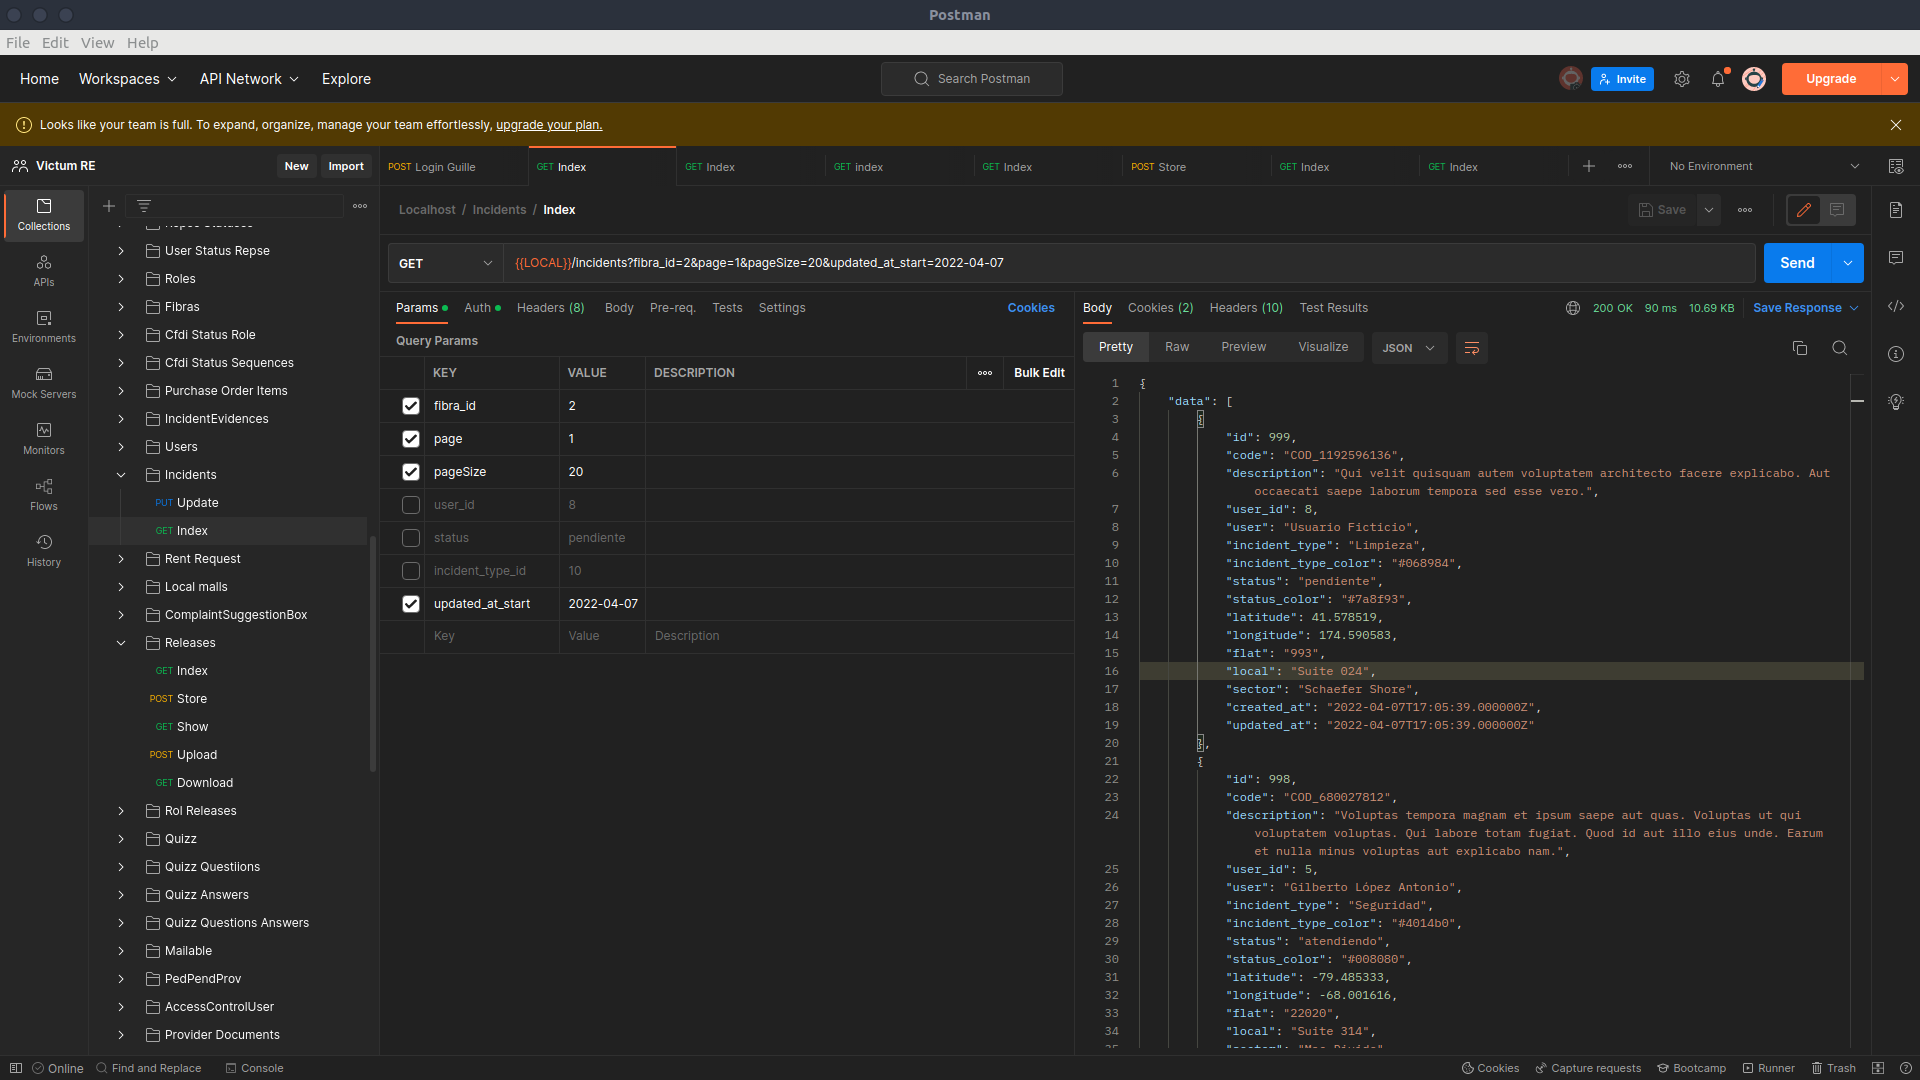 Postman
File Edit View Help
Home Workspaces API Network Explore Search Postman Invite Upgrade
Looks like your team is full. To expand, organize, manage your team effortlessly, upgrade your plan.
Victum RE New Import
POST Login Guille GET Index GET Index GET index GET Index POST Store GET Index GET Index No Environment
Collections
APIs
Environments
Mock Servers
Monitors
Flows
History
User Status Repse
Roles
Fibras
Cfdi Status Role
Cfdi Status Sequences
Purchase Order Items
IncidentEvidences
Users
Incidents
PUT Update
GET Index
Rent Request
Local malls
ComplaintSuggestionBox
Releases
GET Index
POST Store
GET Show
POST Upload
GET Download
Rol Releases
Quizz
Quizz Questiions
Quizz Answers
Quizz Questions Answers
Mailable
PedPendProv
AccessControlUser
Provider Documents
Localhost / Incidents / Index Save
GET {{LOCAL}}/incidents?fibra_id=2&page=1&pageSize=20&updated_at_start=2022-04-07 Send
Params Auth Headers (8) Body Pre-req. Tests Settings Cookies
Query Params
KEY VALUE DESCRIPTION Bulk Edit
fibra_id 2
page 1
pageSize 20
user_id 8
status pendiente
incident_type_id 10
updated_at_start 2022-04-07
Key Value Description
Body Cookies (2) Headers (10) Test Results 200 OK 90 ms 10.69 KB Save Response
Pretty Raw Preview Visualize JSON
1 {
2 "data": [
3 {
4 "id": 999,
5 "code": "COD_1192596136",
6 "description": "Qui velit quisquam autem voluptatem architecto facere explicabo. Aut
occaecati saepe laborum tempora sed esse vero.",
7 "user_id": 8,
8 "user": "Usuario Ficticio",
9 "incident_type": "Limpieza",
10 "incident_type_color": "#068984",
11 "status": "pendiente",
12 "status_color": "#7a8f93",
13 "latitude": 41.578519,
14 "longitude": 174.590583,
15 "flat": "993",
16 "local": "Suite 024",
17 "sector": "Schaefer Shore",
18 "created_at": "2022-04-07T17:05:39.000000Z",
19 "updated_at": "2022-04-07T17:05:39.000000Z"
20 },
21 {
22 "id": 998,
23 "code": "COD_680027812",
24 "description": "Voluptas tempora magnam et ipsum saepe aut quas. Voluptas ut qui
voluptatem voluptas. Qui labore totam fugiat. Quod id aut illo eius unde. Earum
et nulla minus voluptas aut explicabo nam.",
25 "user_id": 5,
26 "user": "Gilberto López Antonio",
27 "incident_type": "Seguridad",
28 "incident_type_color": "#4014b0",
29 "status": "atendiendo",
30 "status_color": "#008080",
31 "latitude": -79.485333,
32 "longitude": -68.001616,
33 "flat": "22020",
34 "local": "Suite 314",
Online Find and Replace Console Cookies Capture requests Bootcamp Runner Trash